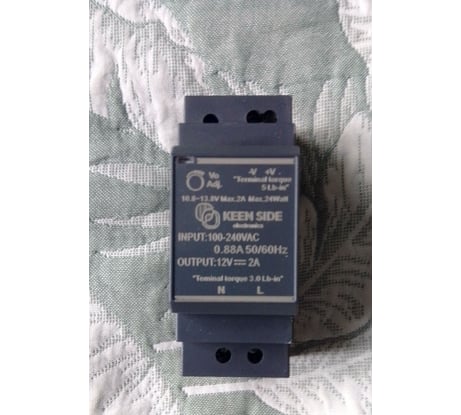 Vo
Adj.
-V +V
"Terminal torque
5 Lb-in"
10.8~13.8V Max.2A Max.24Watt
KEEN SIDE
electronics
INPUT:100-240VAC
0.88A 50/60Hz
OUTPUT:12V⎓2A
"Teminal torque 3.0 Lb-in"
N L